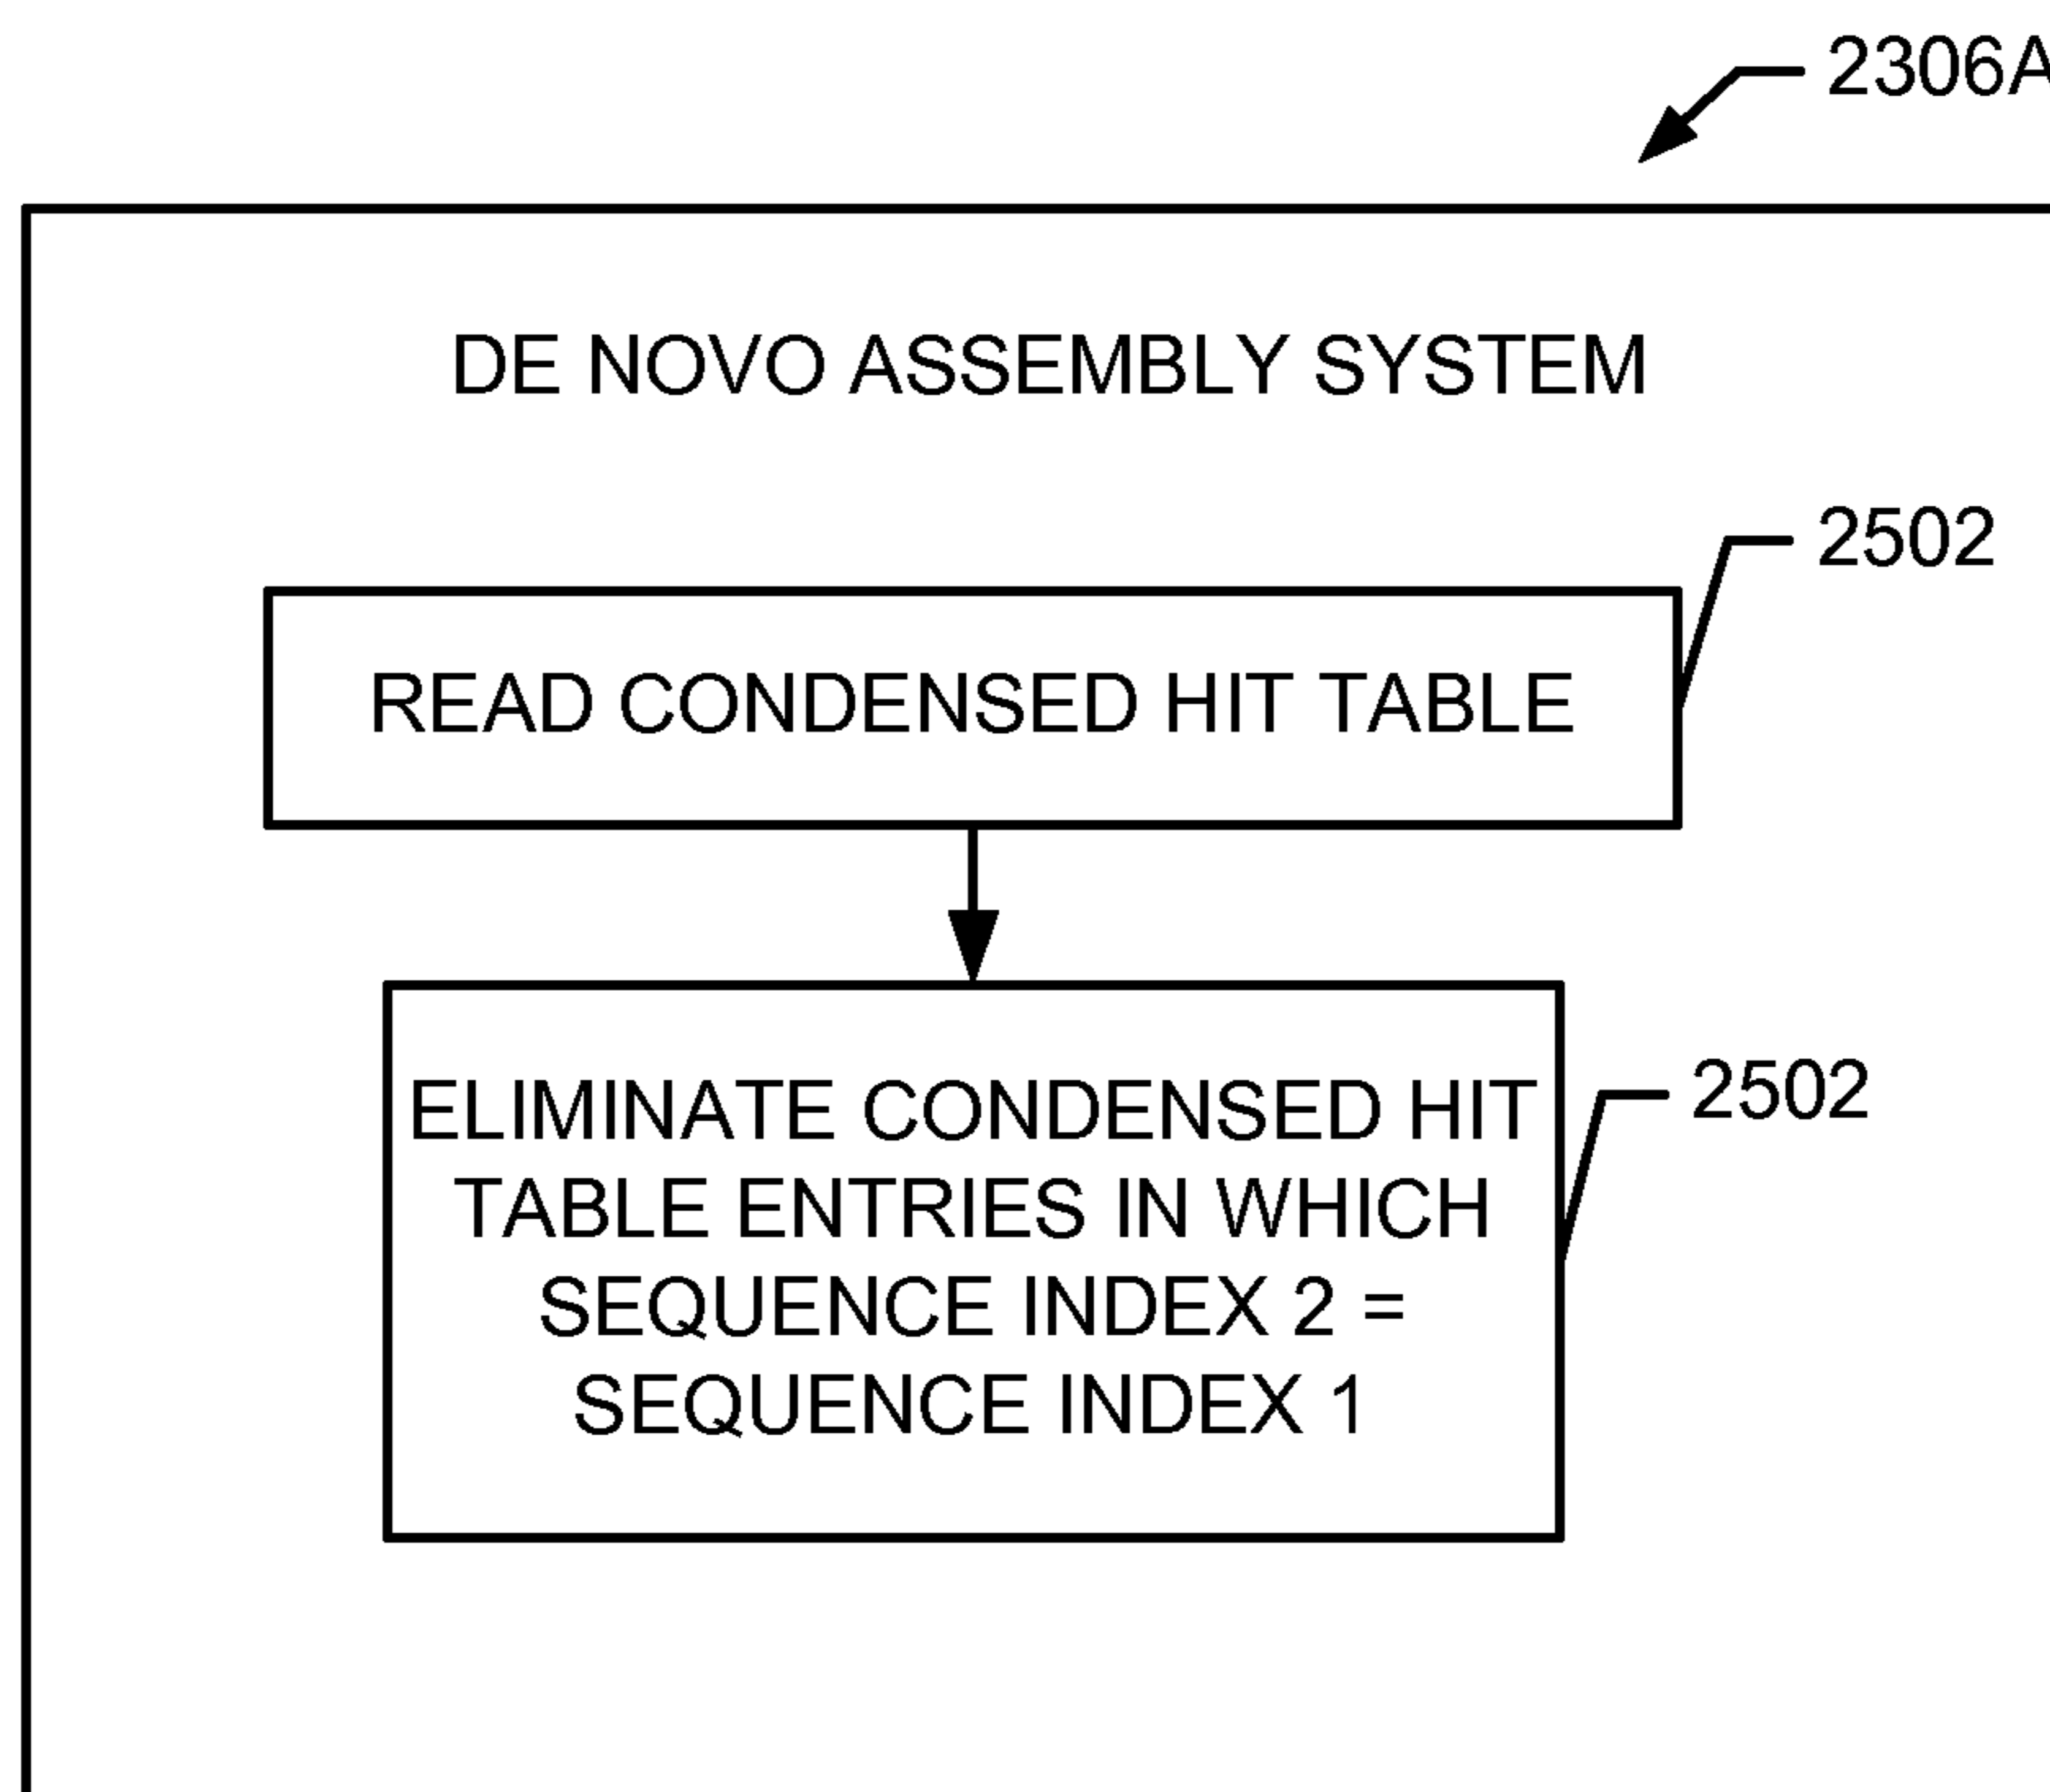 2306A
DE NOVO ASSEMBLY SYSTEM
2502
READ CONDENSED HIT TABLE
2502
ELIMINATE CONDENSED HIT
TABLE ENTRIES IN WHICH
SEQUENCE INDEX 2 =
SEQUENCE INDEX 1